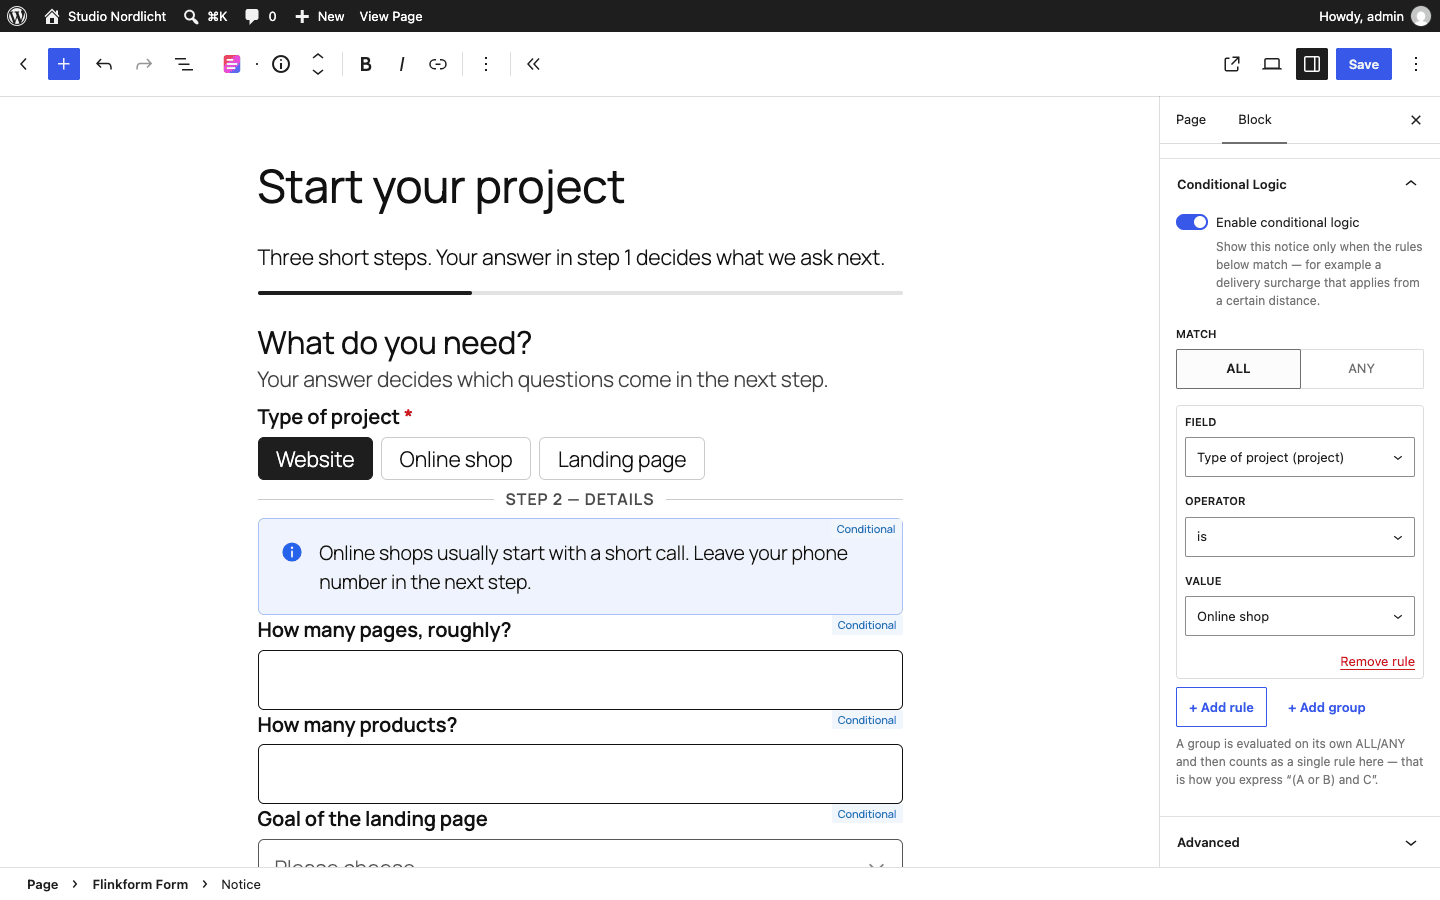 Studio Nordlicht
⌘K
0
New
View Page
Howdy, admin
B
I
Save
Start your project
Three short steps. Your answer in step 1 decides what we ask next.
What do you need?
Your answer decides which questions come in the next step.
Type of project *
Website
Online shop
Landing page
STEP 2 — DETAILS
Conditional
Online shops usually start with a short call. Leave your phone
number in the next step.
How many pages, roughly?
Conditional
How many products?
Conditional
Goal of the landing page
Conditional
Please choose
Page
Block
Conditional Logic
Enable conditional logic
Show this notice only when the rules
below match — for example a
delivery surcharge that applies from
a certain distance.
MATCH
ALL
ANY
FIELD
Type of project (project)
OPERATOR
is
VALUE
Online shop
Remove rule
+ Add rule
+ Add group
A group is evaluated on its own ALL/ANY
and then counts as a single rule here — that
is how you express “(A or B) and C”.
Advanced
Page > Flinkform Form > Notice